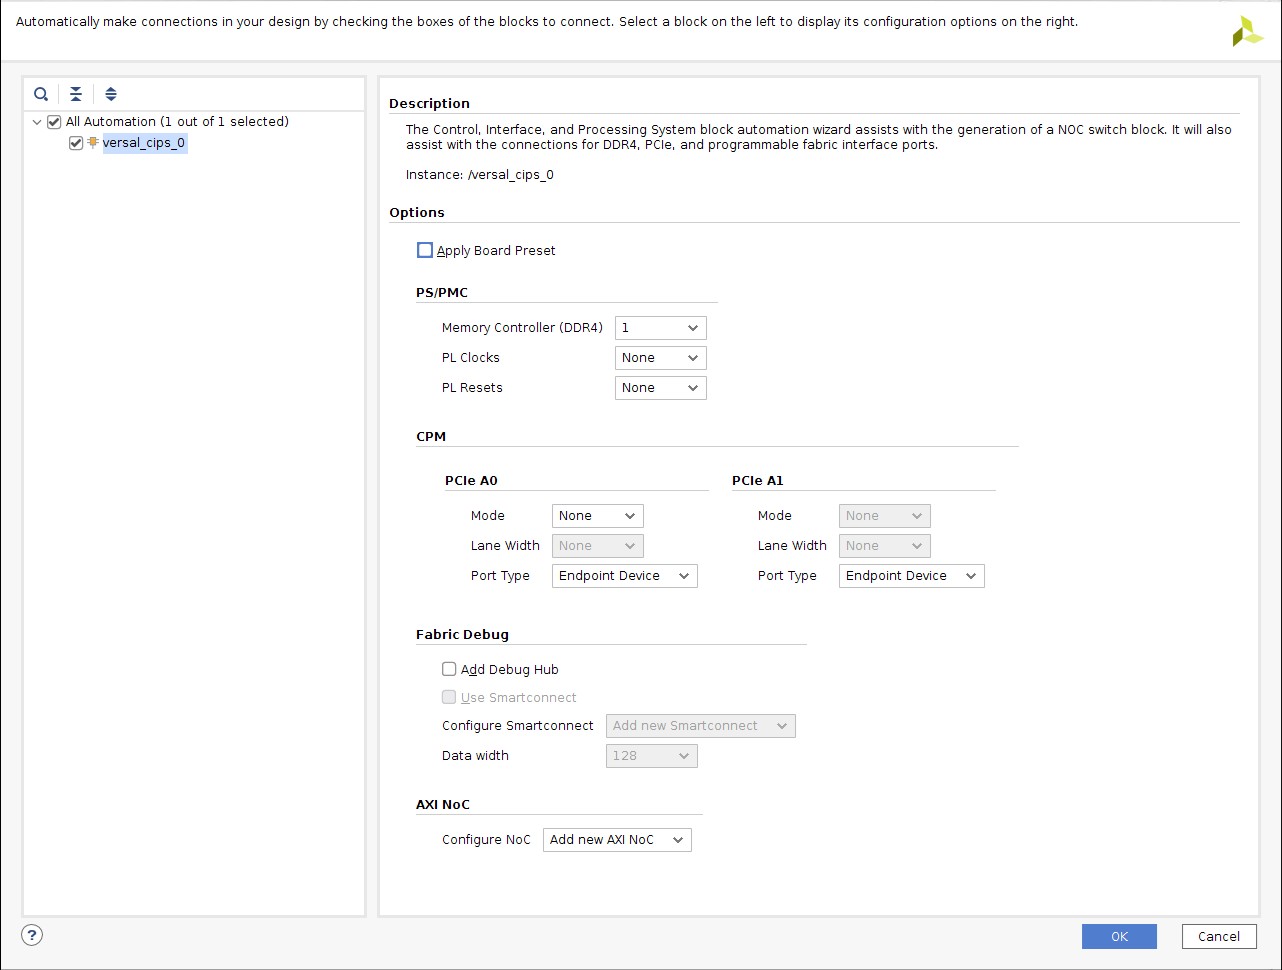 Automatically make connections in your design by checking the boxes of the blocks to connect. Select a block on the left to display its configuration options on the right.
All Automation (1 out of 1 selected)
versal_cips_0
Description
The Control, Interface, and Processing System block automation wizard assists with the generation of a NOC switch block. It will also
assist with the connections for DDR4, PCIe, and programmable fabric interface ports.
Instance: /versal_cips_0
Options
Apply Board Preset
PS/PMC
Memory Controller (DDR4) 1
PL Clocks None
PL Resets None
CPM
PCIe A0 PCIe A1
Mode None Mode None
Lane Width None Lane Width None
Port Type Endpoint Device Port Type Endpoint Device
Fabric Debug
Add Debug Hub
Use Smartconnect
Configure Smartconnect Add new Smartconnect
Data width 128
AXI NoC
Configure NoC Add new AXI NoC
? OK Cancel